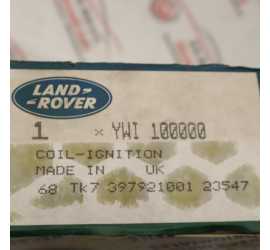 LAND-
-ROVER
1 × YWI 100000
COIL-IGNITION
MADE IN UK
68 Tk7 397921001 23547